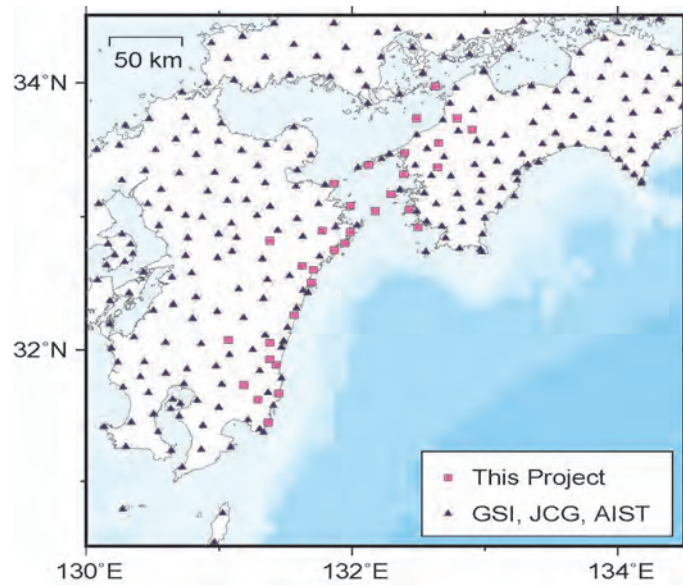 34°N
50 km
32°N
This Project
GSI, JCG, AIST
130°E
132°E
134°E